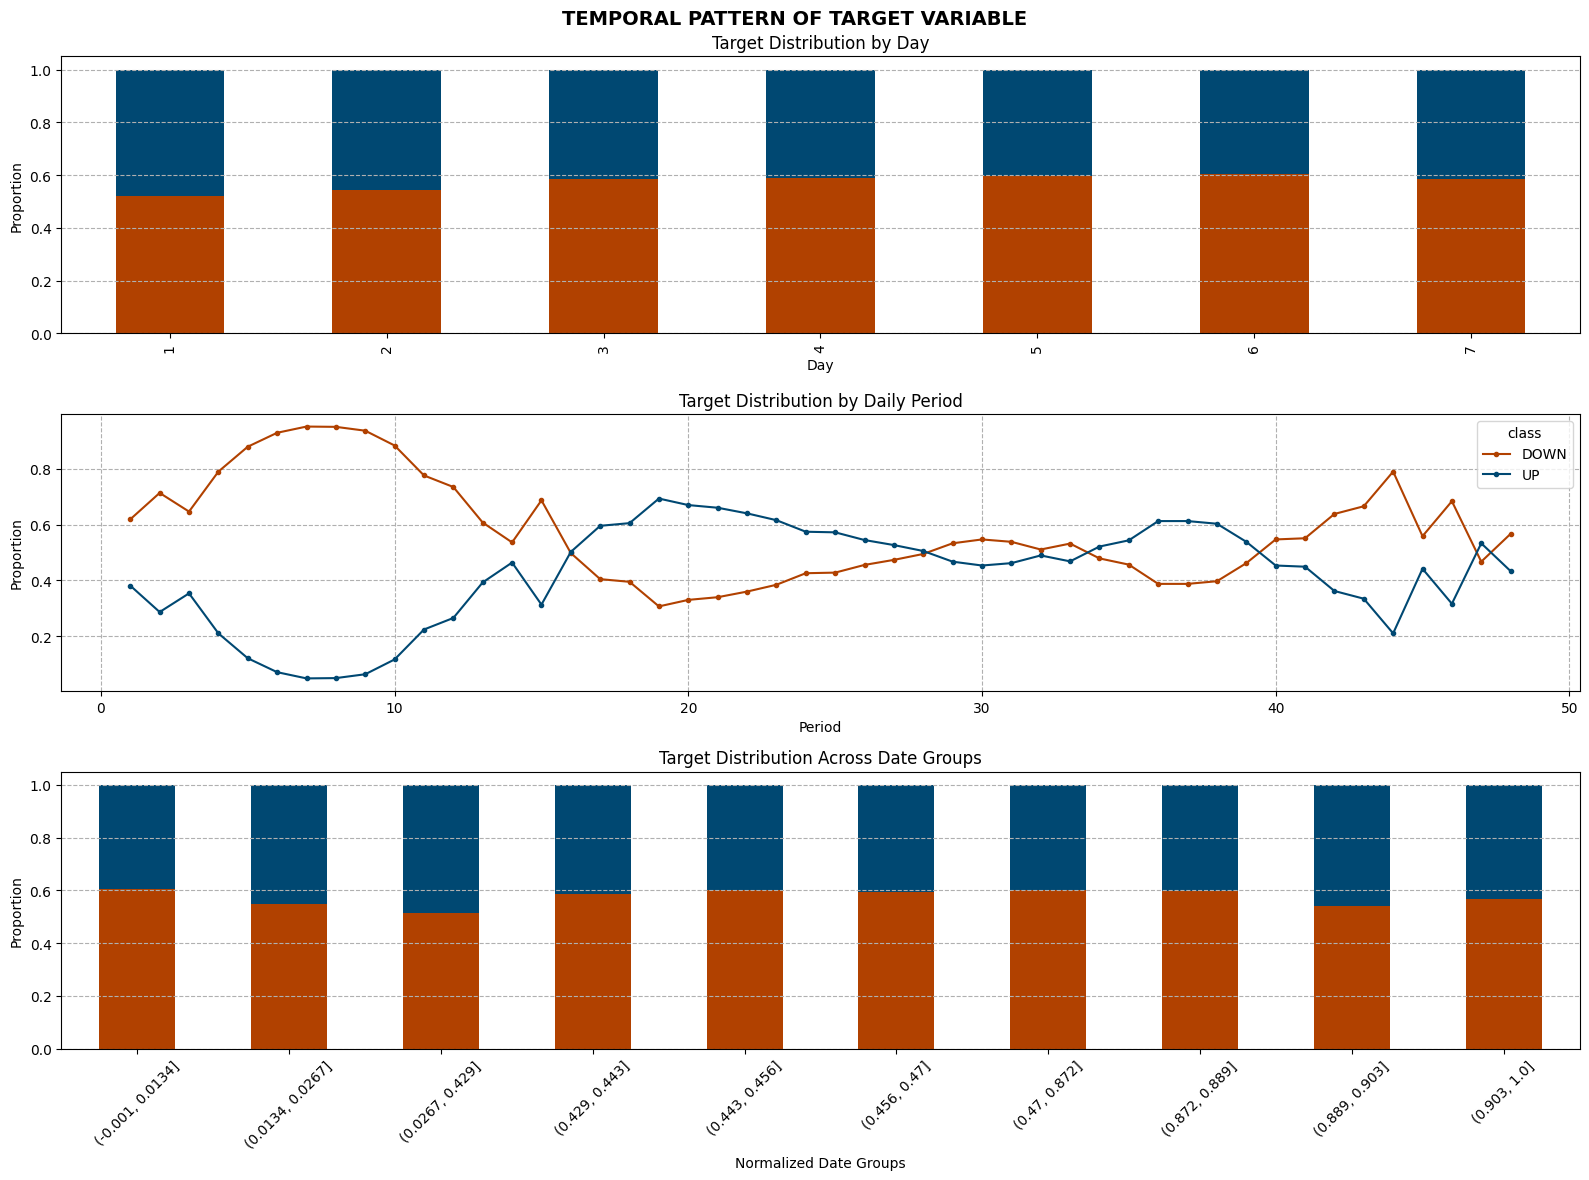 TEMPORAL PATTERN OF TARGET VARIABLE
Target Distribution by Day
1.0
0.8
0.6
0.4
0.2
0.0
Proportion
1 2 3 4 5 6 7
Day
Target Distribution by Daily Period
class
DOWN
UP
0.8
0.6
0.4
0.2
Proportion
0 10 20 30 40 50
Period
Target Distribution Across Date Groups
1.0
0.8
0.6
0.4
0.2
0.0
Proportion
(-0.001, 0.0134]
(0.0134, 0.0267]
(0.0267, 0.429]
(0.429, 0.443]
(0.443, 0.456]
(0.456, 0.47]
(0.47, 0.872]
(0.872, 0.889]
(0.889, 0.903]
(0.903, 1.0]
Normalized Date Groups